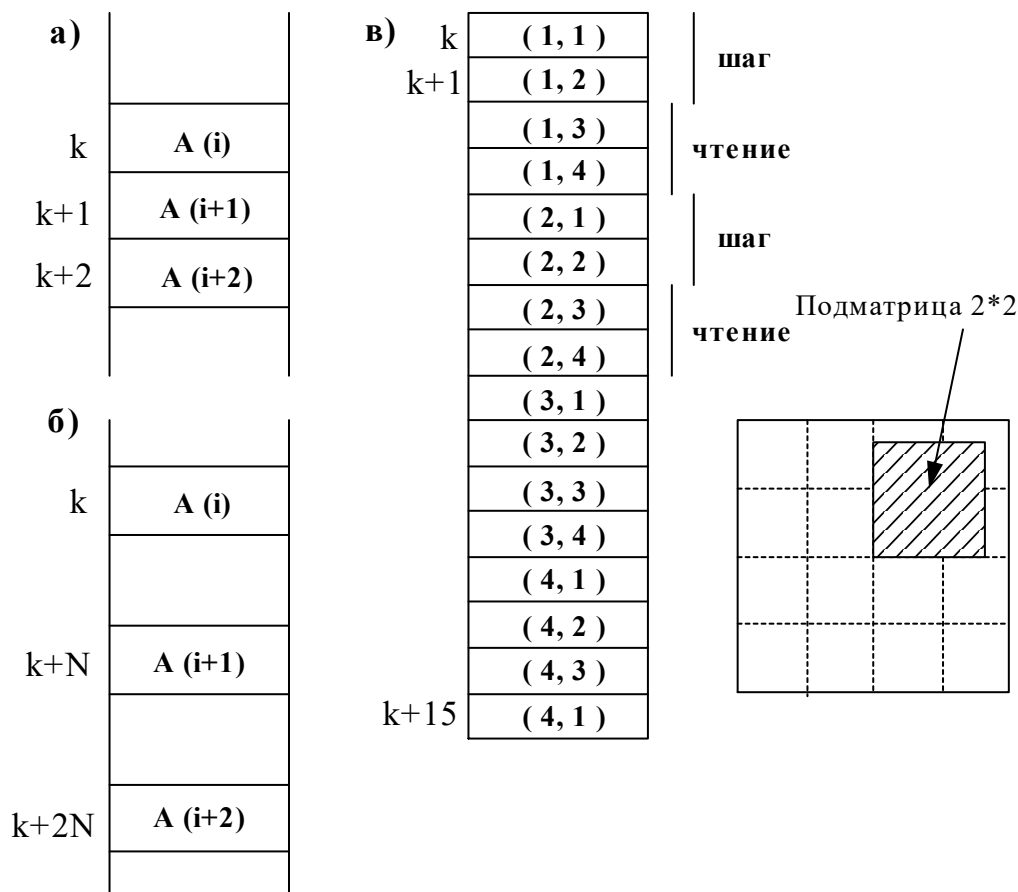 а)
k
A (i)
k+1
A (i+1)
k+2
A (i+2)
б)
k
A (i)
k+N
A (i+1)
k+2N
A (i+2)
в)
k
( 1, 1 )
k+1
( 1, 2 )
( 1, 3 )
( 1, 4 )
( 2, 1 )
( 2, 2 )
( 2, 3 )
( 2, 4 )
( 3, 1 )
( 3, 2 )
( 3, 3 )
( 3, 4 )
( 4, 1 )
( 4, 2 )
( 4, 3 )
k+15
( 4, 1 )
шаг
чтение
шаг
чтение
Подматрица 2*2